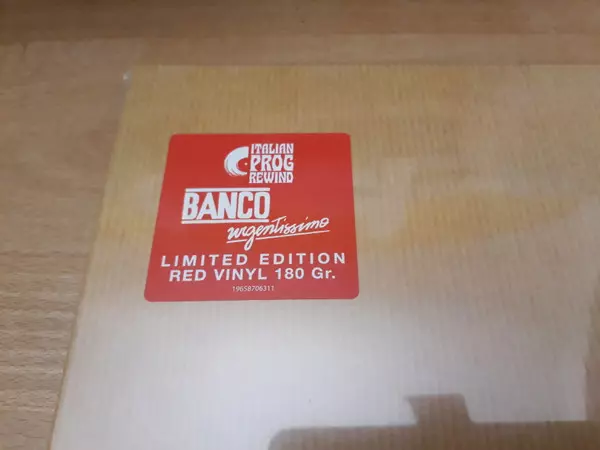 ITALIAN
PROG
REWIND
BANCO
urgentissimo
LIMITED EDITION
RED VINYL 180 Gr.
19658706311